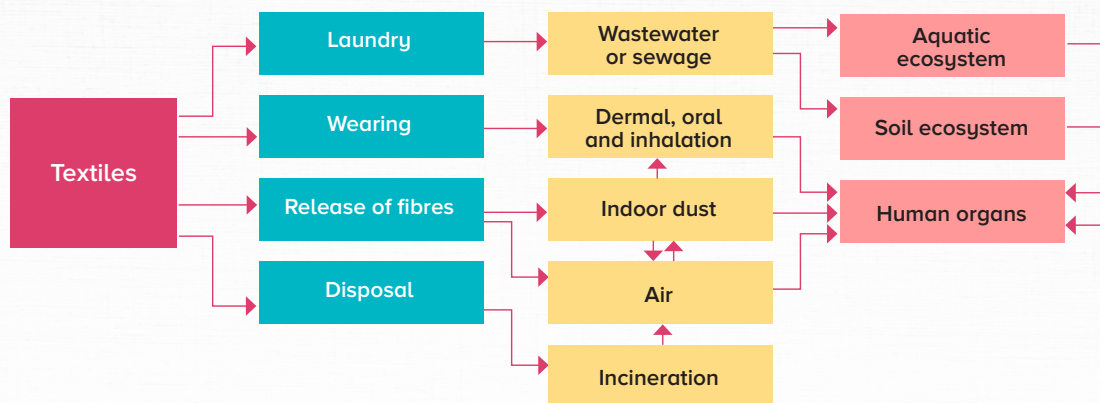 Textiles
Laundry
Wearing
Release of fibres
Disposal
Wastewater
or sewage
Dermal, oral
and inhalation
Indoor dust
Air
Incineration
Aquatic
ecosystem
Soil ecosystem
Human organs